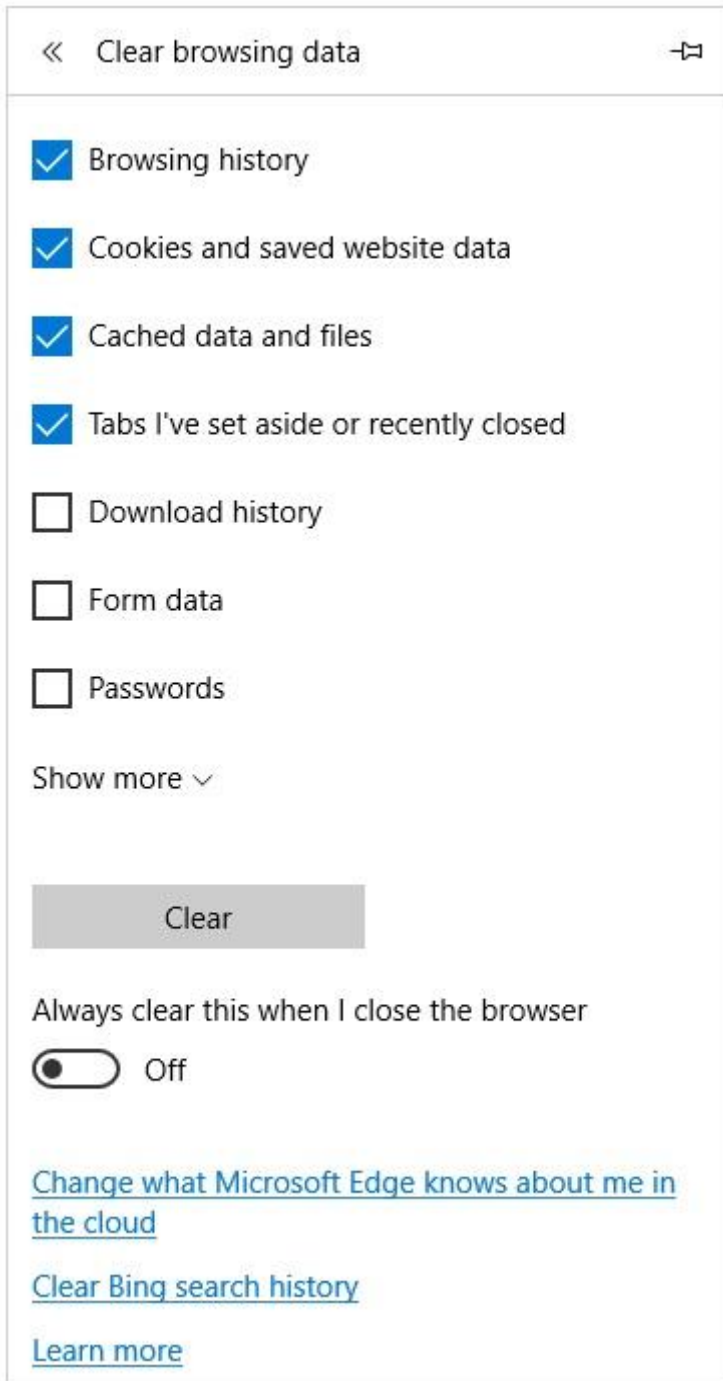 Clear browsing data
Browsing history
Cookies and saved website data
Cached data and files
Tabs I've set aside or recently closed
Download history
Form data
Passwords
Show more
Clear
Always clear this when I close the browser
Off
Change what Microsoft Edge knows about me in
the cloud
Clear Bing search history
Learn more